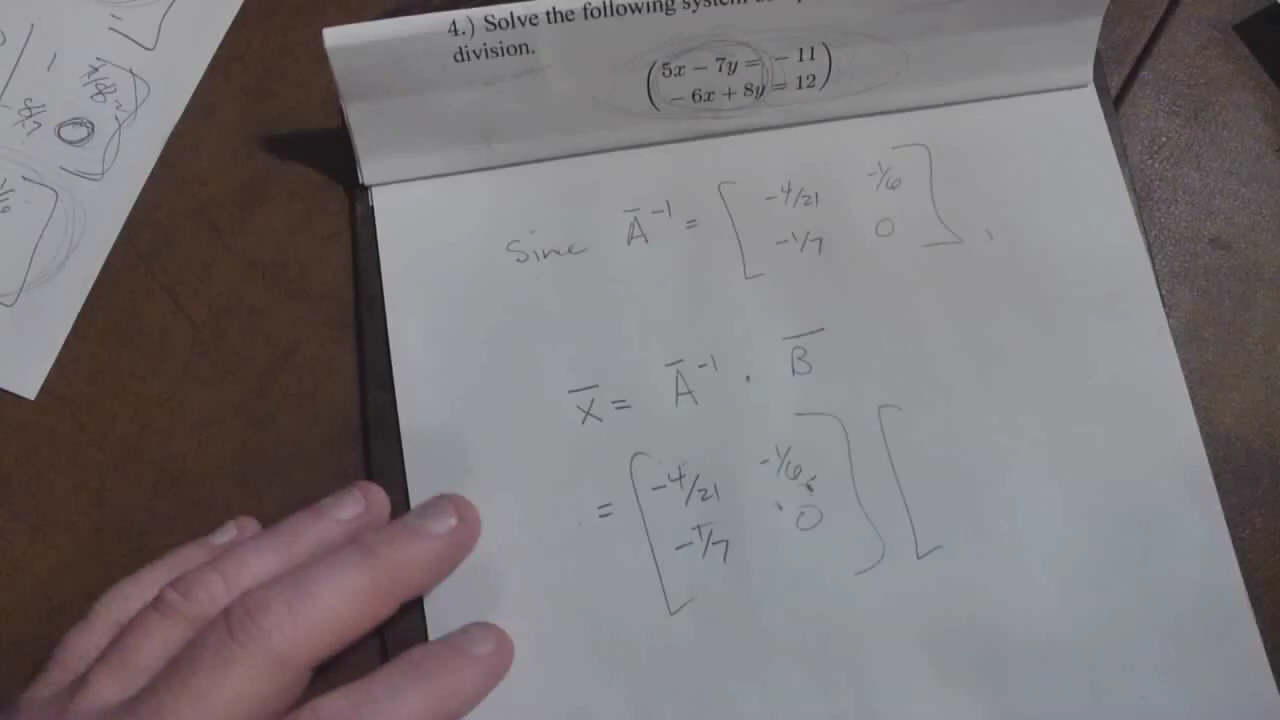 4.) Solve the following system
division.
5x − 7y = − 11
− 6x + 8y = 12
Since A̅⁻¹ = [ -4/21 -1/6
-1/7 0 ] ,
X̅ = A̅⁻¹ · B̅
= [ -4/21 -1/6
-1/7 0 ] [